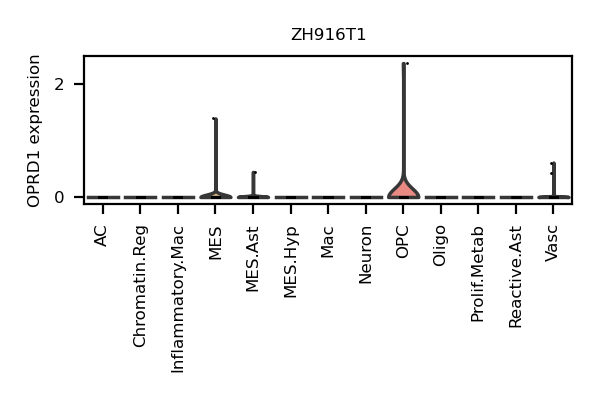 ZH916T1
OPRD1 expression
2
0
AC
Chromatin.Reg
Inflammatory.Mac
MES
MES.Ast
MES.Hyp
Mac
Neuron
OPC
Oligo
Prolif.Metab
Reactive.Ast
Vasc